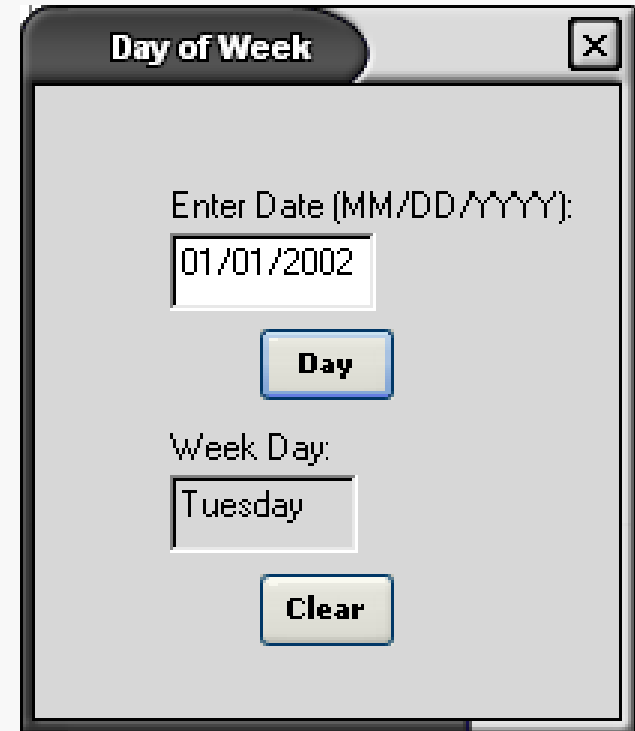 Day of Week
Enter Date (MM/DD/YYYY):
01/01/2002
Day
Week Day:
Tuesday
Clear